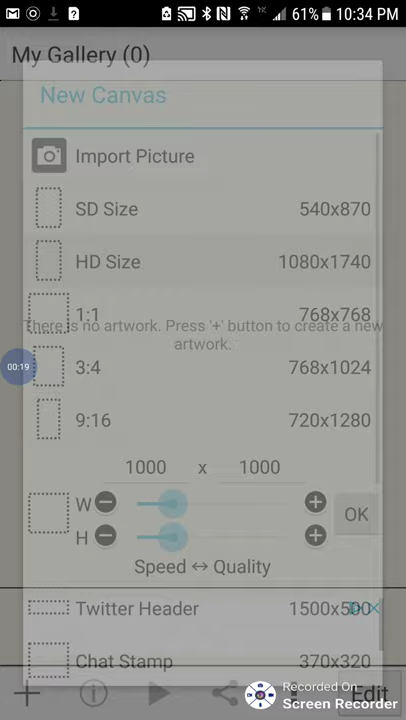 61% 10:34 PM
My Gallery (0)
New Canvas
Import Picture
SD Size 540x870
HD Size 1080x1740
1:1 768x768
There is no artwork. Press '+' button to create a new
artwork.
00:19
3:4 768x1024
9:16 720x1280
1000 x 1000
W
OK
H
Speed ↔ Quality
Twitter Header 1500x500
Chat Stamp 370x320
Edit
Recorded On
Screen Recorder